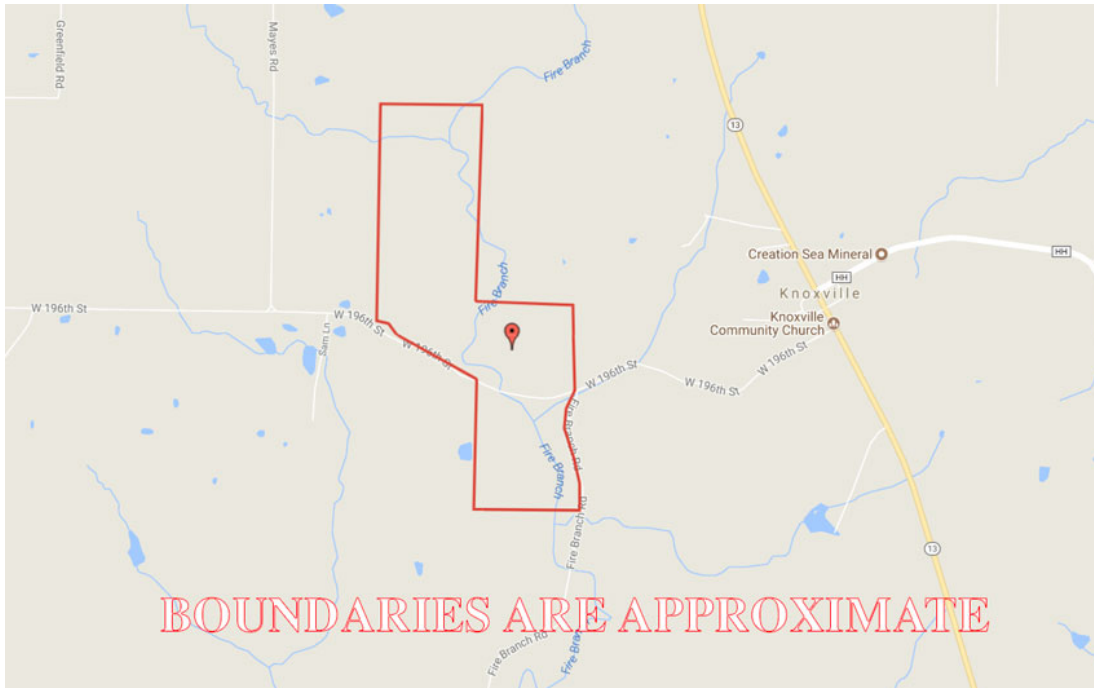 Greenfield Rd
Mayes Rd
Fire Branch
13
Creation Sea Mineral
HH
HH
Knoxville
Fire Branch
W 196th St
W 196th St
Knoxville
Community Church
Sam Ln
W 196th St
W 196th St
W 196th St
W 196th St
Fire Branch Rd
Fire Branch
Fire Branch Rd
13
BOUNDARIES ARE APPROXIMATE
Fire Branch Rd
Fire Branch